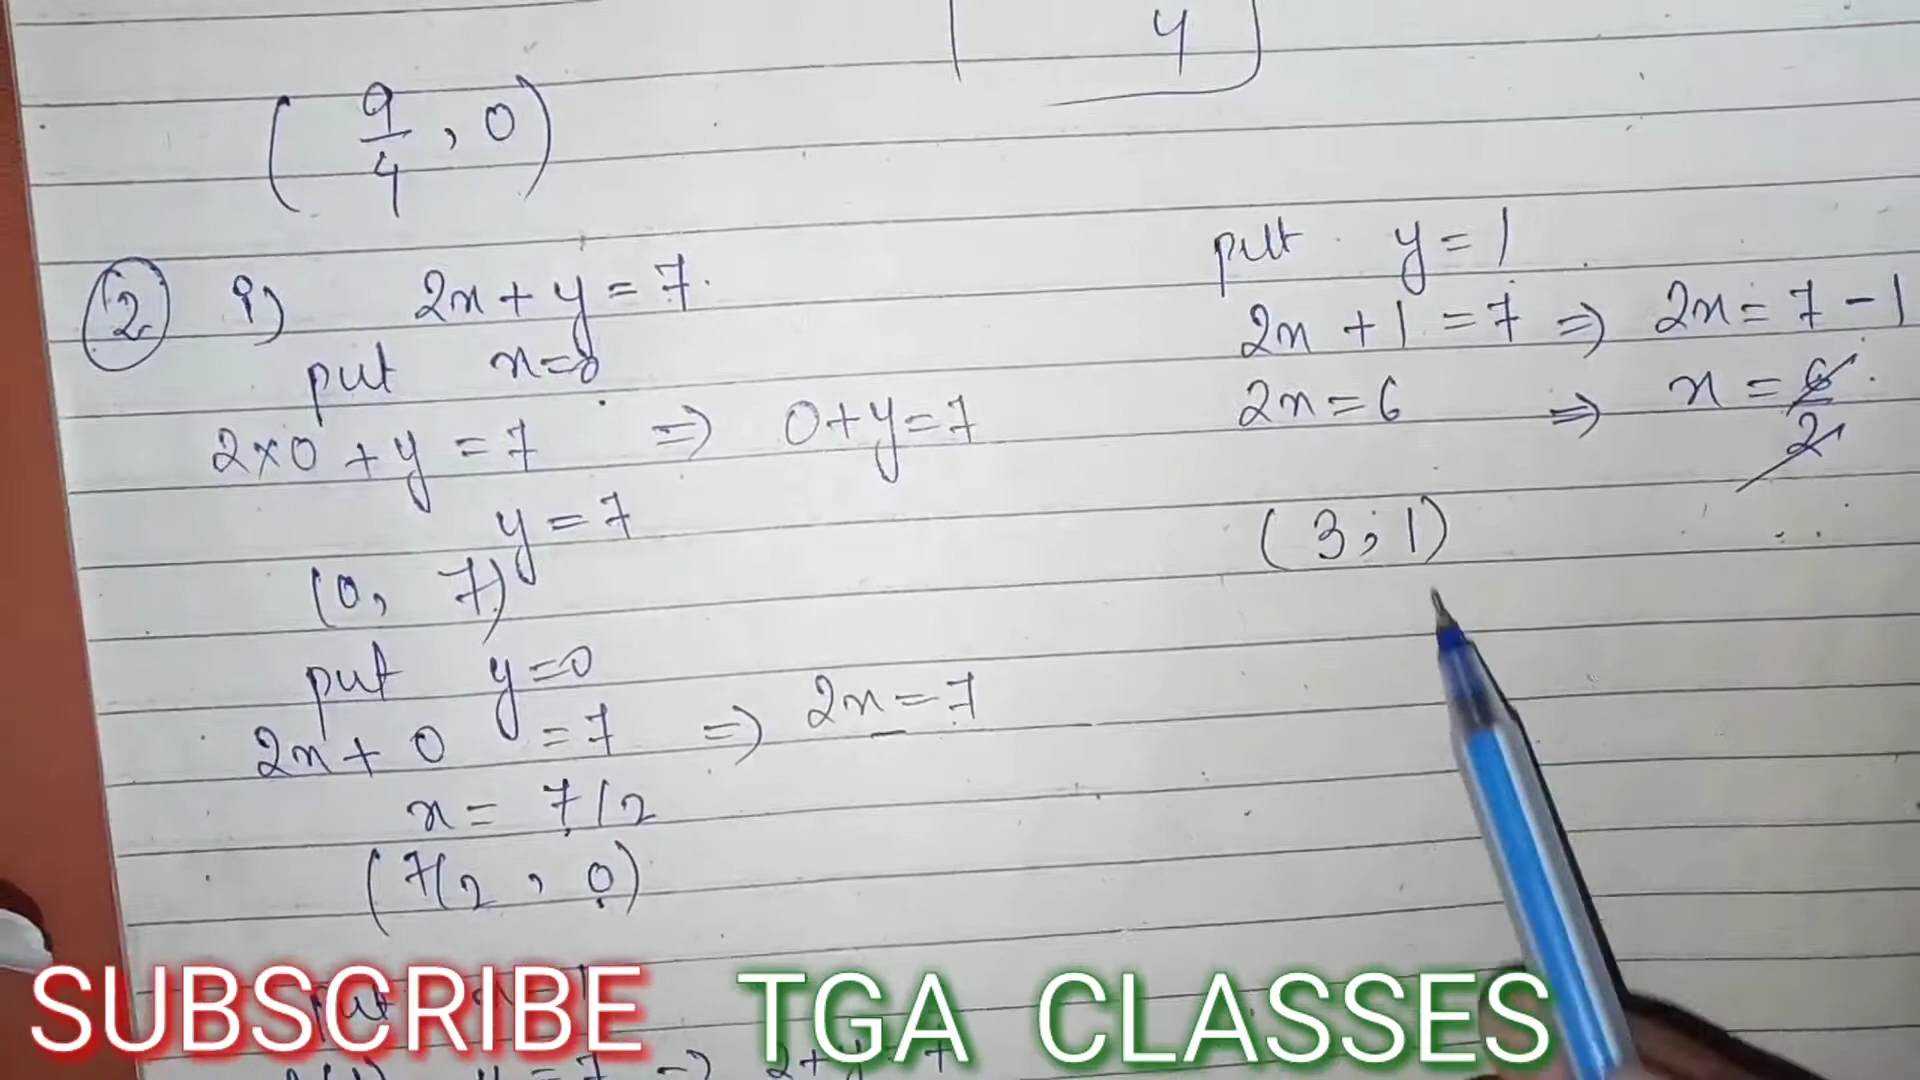 4
( 9/4 , 0 )
2 i) 2x + y = 7.
put x=0
2×0 + y = 7 ⇒ 0+y=7
y = 7
(0, 7)
put y=0
2x + 0 = 7 ⇒ 2x = 7
x = 7/2
(7/2 , 0)
put y = 1
2x + 1 = 7 ⇒ 2x = 7 - 1
2x = 6 ⇒ x = 6/2
(3, 1)
put
SUBSCRIBE TGA CLASSES